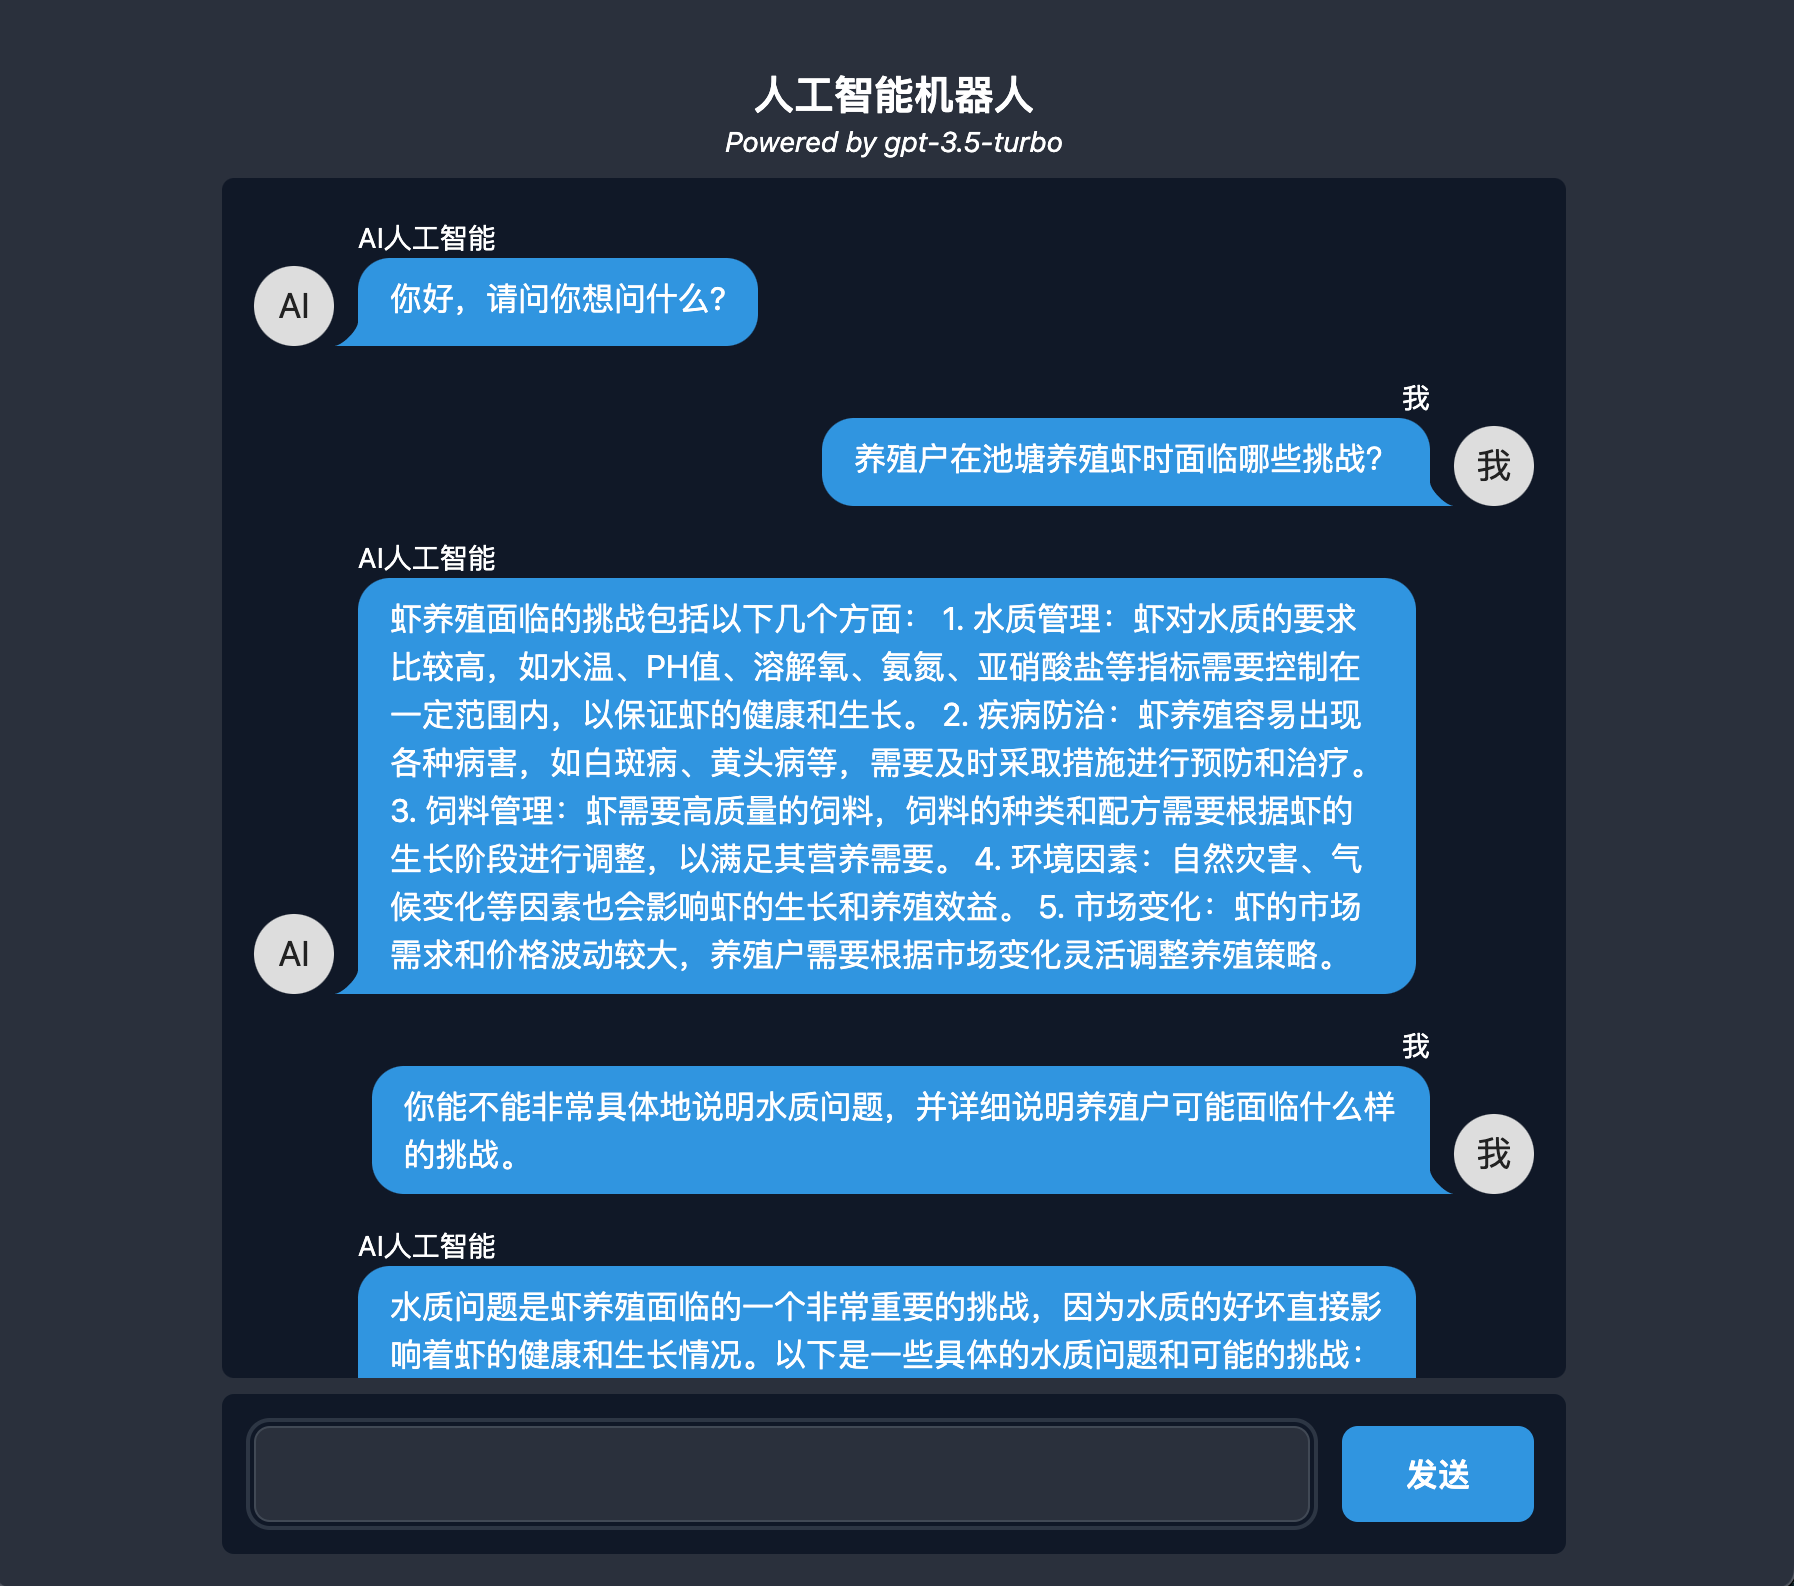 人工智能机器人
Powered by gpt-3.5-turbo
AI人工智能
AI
你好，请问你想问什么?
我
养殖户在池塘养殖虾时面临哪些挑战?
我
AI人工智能
虾养殖面临的挑战包括以下几个方面： 1. 水质管理：虾对水质的要求
比较高，如水温、PH值、溶解氧、氨氮、亚硝酸盐等指标需要控制在
一定范围内，以保证虾的健康和生长。 2. 疾病防治：虾养殖容易出现
各种病害，如白斑病、黄头病等，需要及时采取措施进行预防和治疗。
3. 饲料管理：虾需要高质量的饲料，饲料的种类和配方需要根据虾的
生长阶段进行调整，以满足其营养需要。 4. 环境因素：自然灾害、气
候变化等因素也会影响虾的生长和养殖效益。 5. 市场变化：虾的市场
需求和价格波动较大，养殖户需要根据市场变化灵活调整养殖策略。
AI
我
你能不能非常具体地说明水质问题，并详细说明养殖户可能面临什么样
的挑战。
我
AI人工智能
水质问题是虾养殖面临的一个非常重要的挑战，因为水质的好坏直接影
响着虾的健康和生长情况。以下是一些具体的水质问题和可能的挑战：
发送